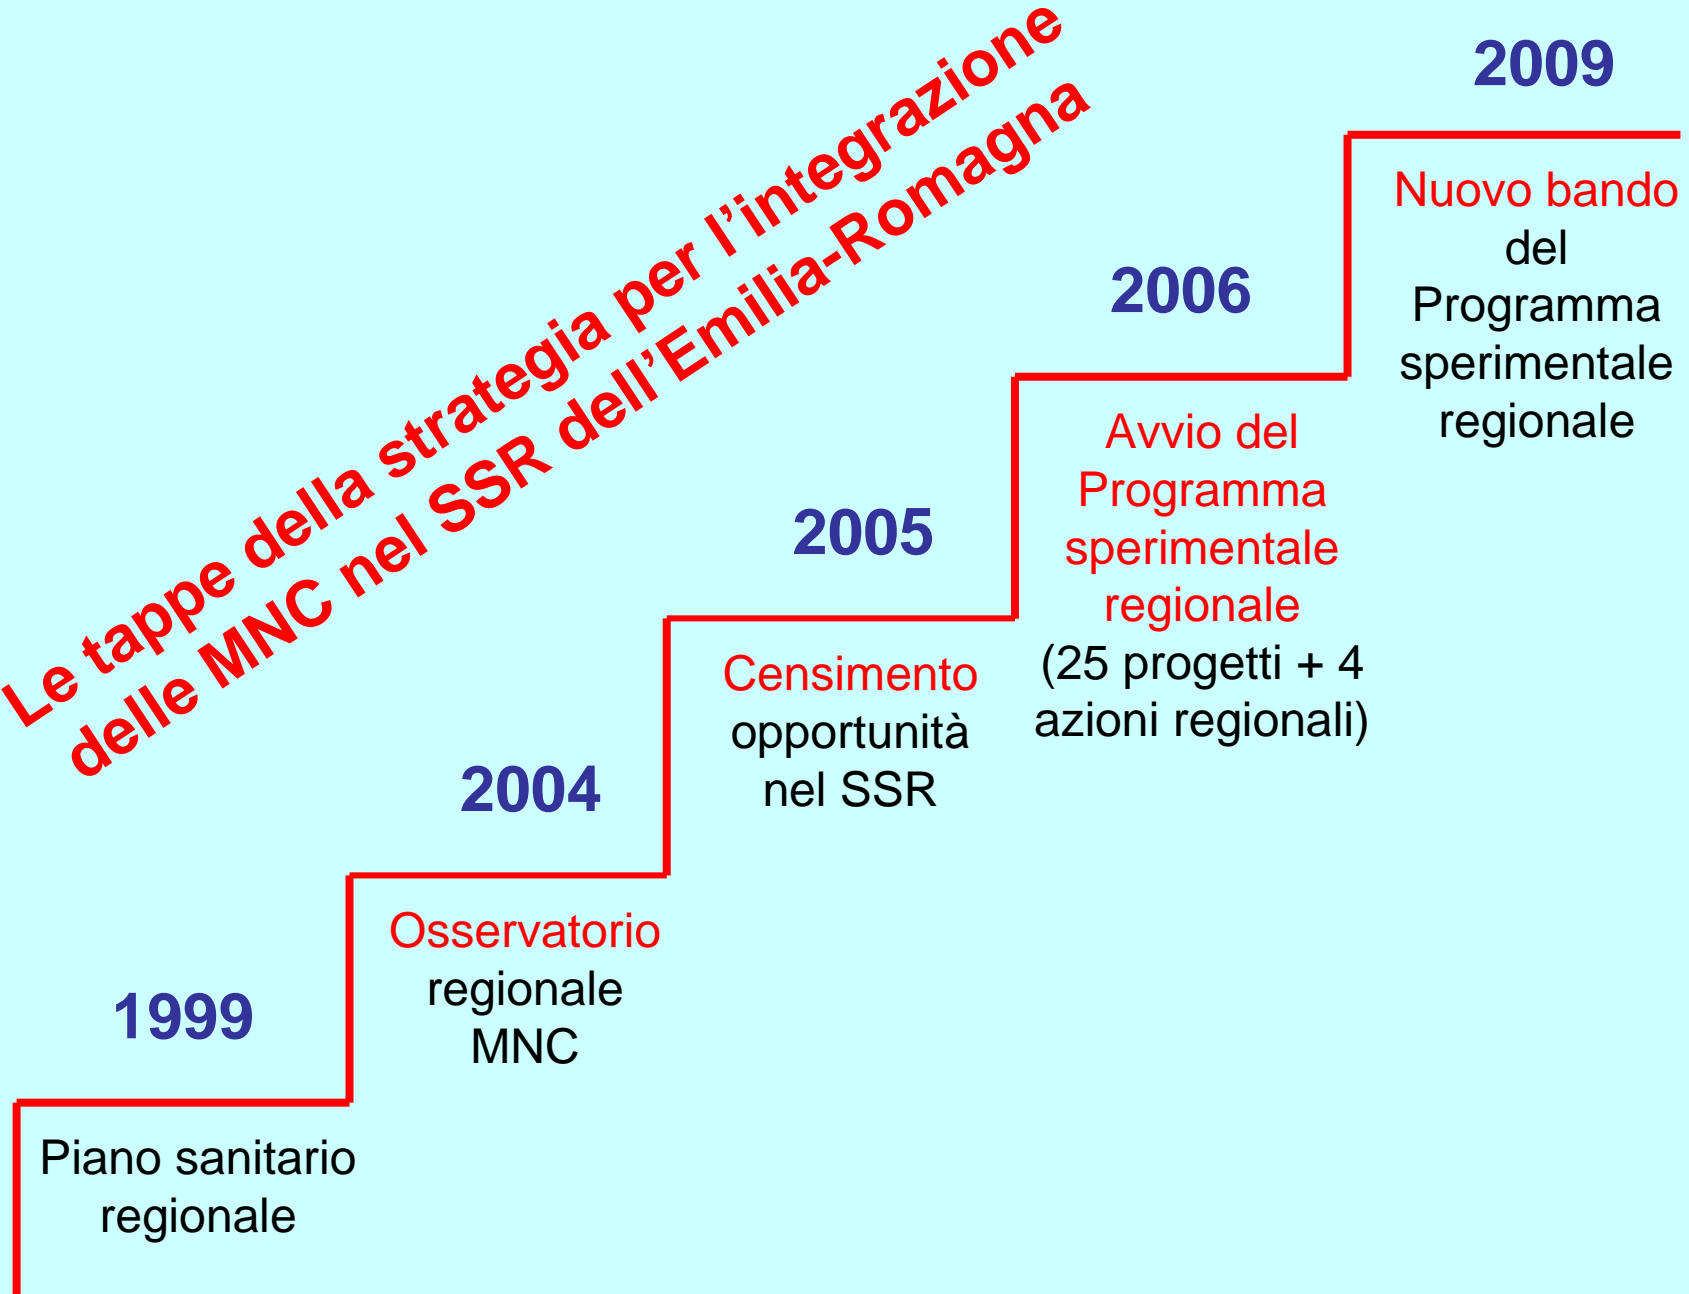 Le tappe della strategia per l’integrazione
delle MNC nel SSR dell’Emilia-Romagna
1999
Piano sanitario
regionale
2004
Osservatorio
regionale
MNC
2005
Censimento
opportunità
nel SSR
2006
Avvio del
Programma
sperimentale
regionale
(25 progetti + 4
azioni regionali)
2009
Nuovo bando
del
Programma
sperimentale
regionale